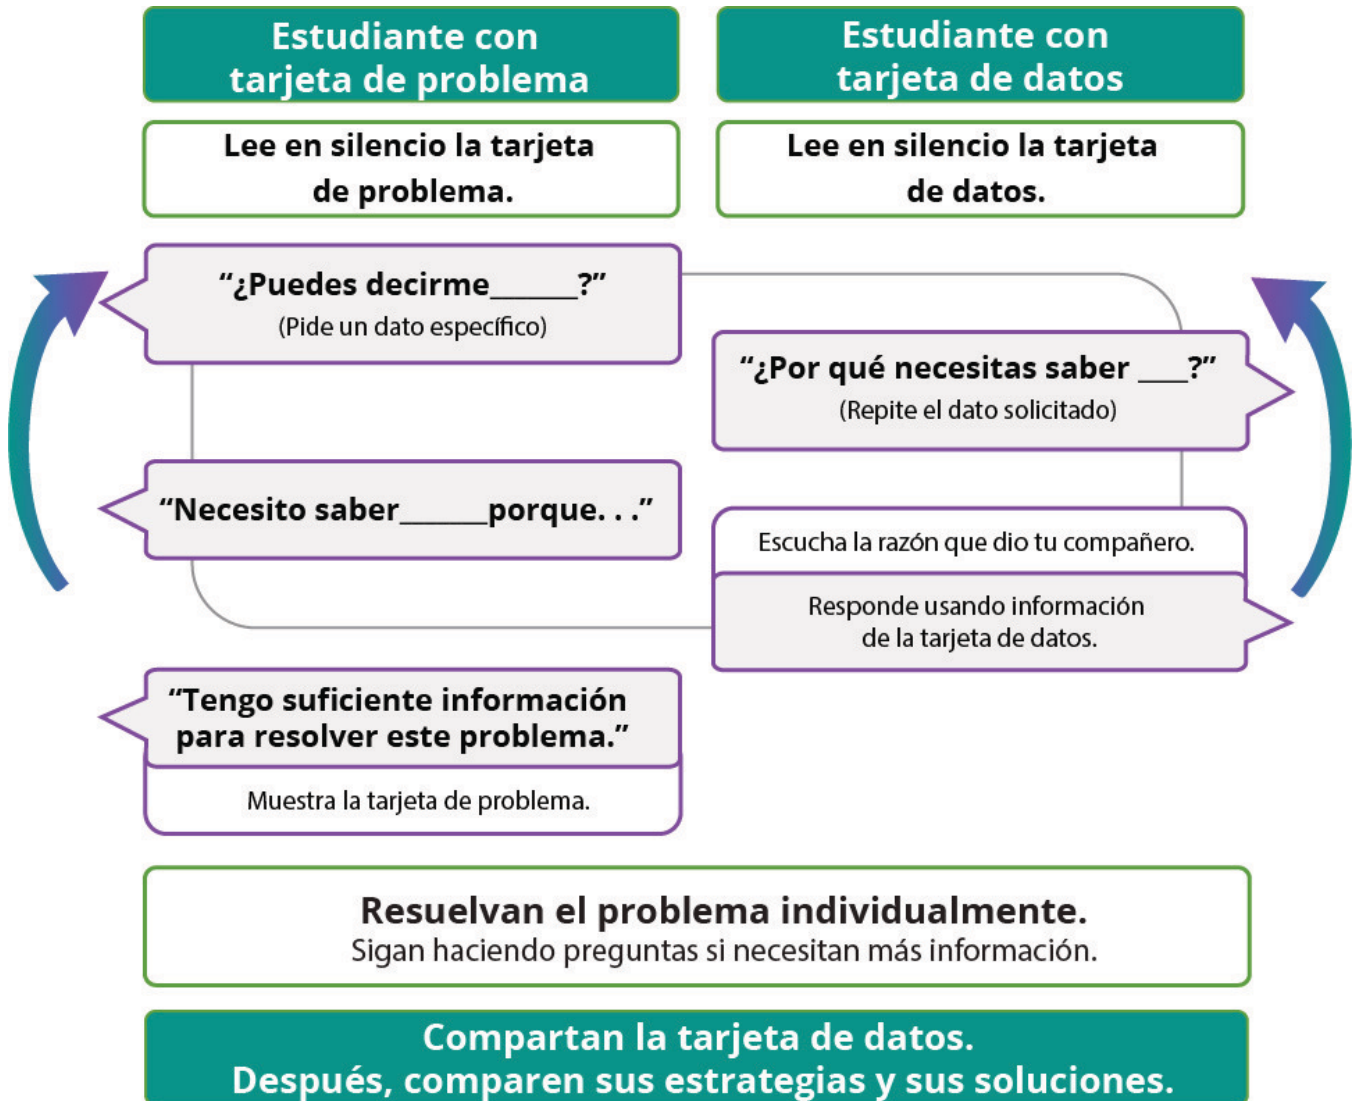 Estudiante con
tarjeta de problema
Estudiante con
tarjeta de datos
Lee en silencio la tarjeta
de problema.
Lee en silencio la tarjeta
de datos.
“¿Puedes decirme______?”
(Pide un dato específico)
“¿Por qué necesitas saber ___?”
(Repite el dato solicitado)
“Necesito saber______porque. . .”
Escucha la razón que dio tu compañero.
Responde usando información
de la tarjeta de datos.
“Tengo suficiente información
para resolver este problema.”
Muestra la tarjeta de problema.
Resuelvan el problema individualmente.
Sigan haciendo preguntas si necesitan más información.
Compartan la tarjeta de datos.
Después, comparen sus estrategias y sus soluciones.